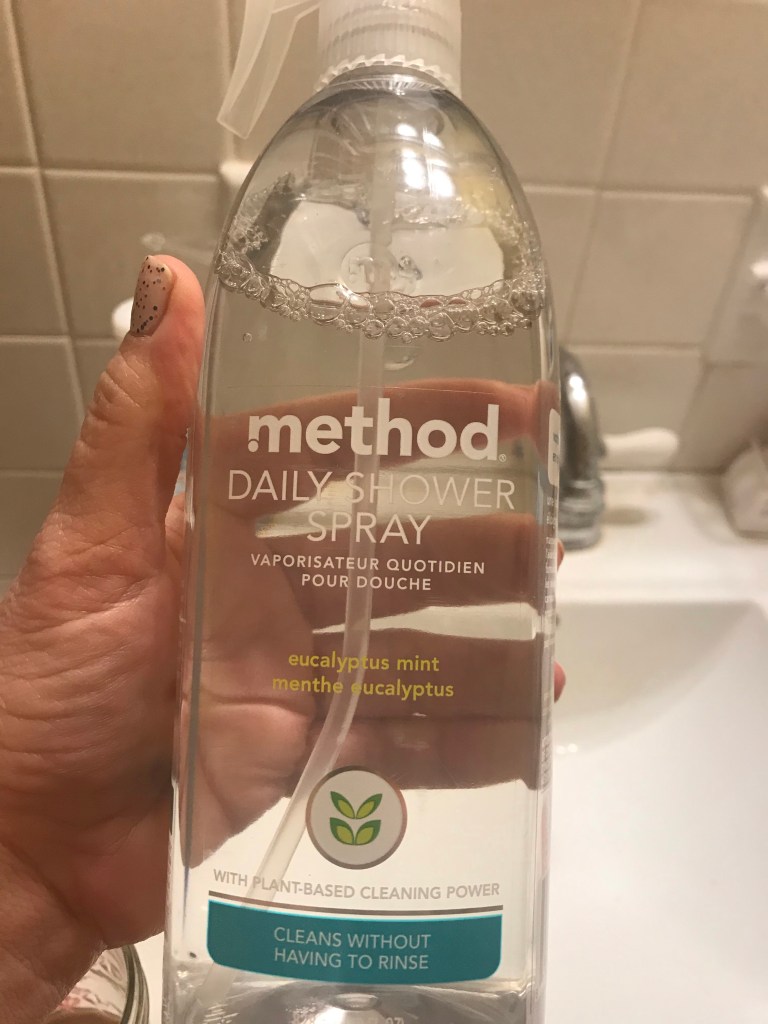 method®
DAILY SHOWER
SPRAY
VAPORISATEUR QUOTIDIEN
POUR DOUCHE
eucalyptus mint
menthe eucalyptus
WITH PLANT-BASED CLEANING POWER
CLEANS WITHOUT
HAVING TO RINSE